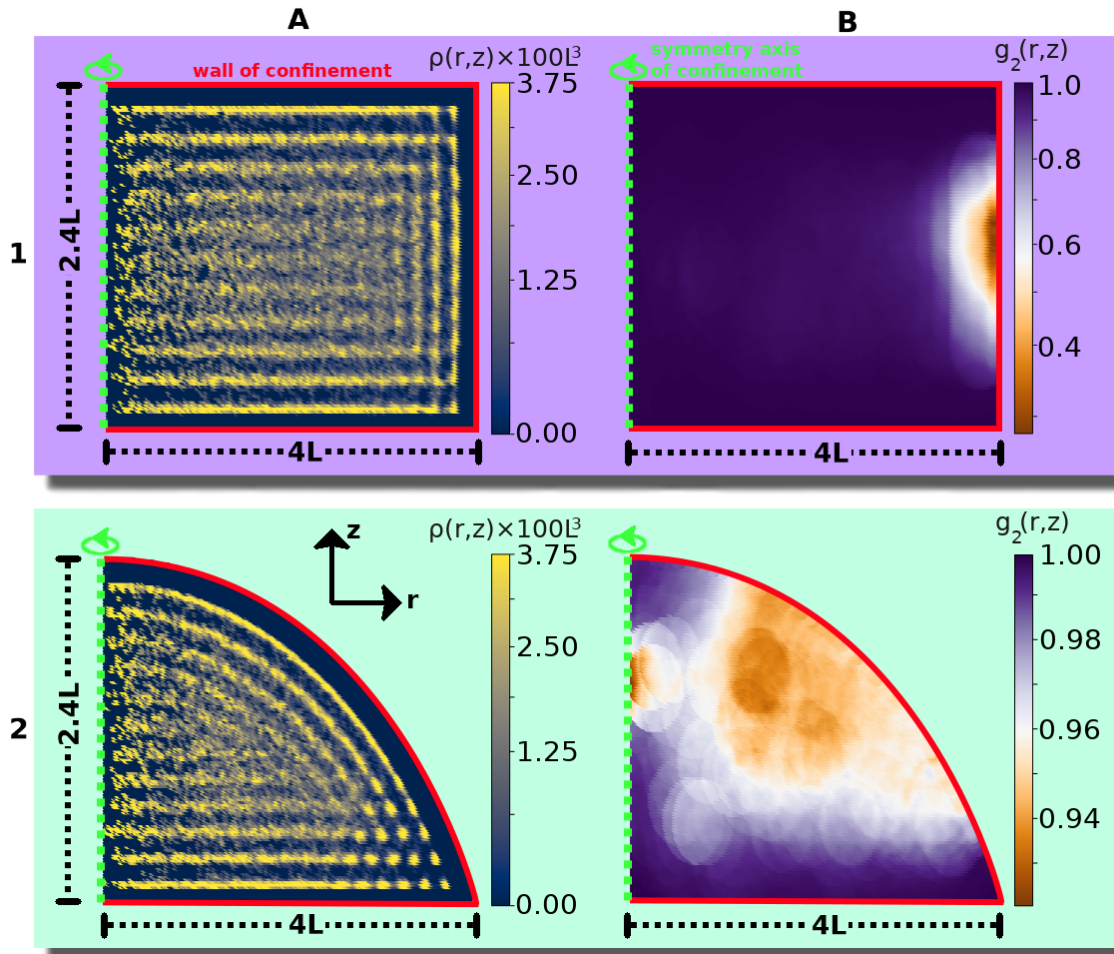 A
B
wall of confinement
ρ(r,z)×100L³
symmetry axis
of confinement
g₂(r,z)
1
2.4L
3.75
2.50
1.25
0.00
1.0
0.8
0.6
0.4
4L
4L
z
r
ρ(r,z)×100L³
g₂(r,z)
2
2.4L
3.75
2.50
1.25
0.00
1.00
0.98
0.96
0.94
4L
4L